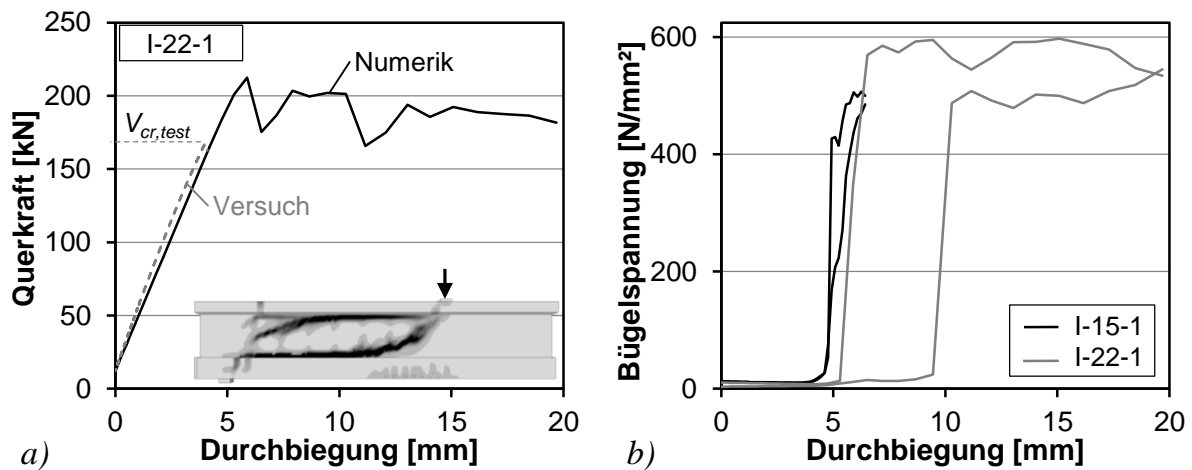 250
200
150
100
50
0
Querkraft [kN]
I-22-1
Numerik
V_cr,test
Versuch
0 5 10 15 20
Durchbiegung [mm]
a)
600
400
200
0
Bügelspannung [N/mm²]
I-15-1
I-22-1
0 5 10 15 20
Durchbiegung [mm]
b)